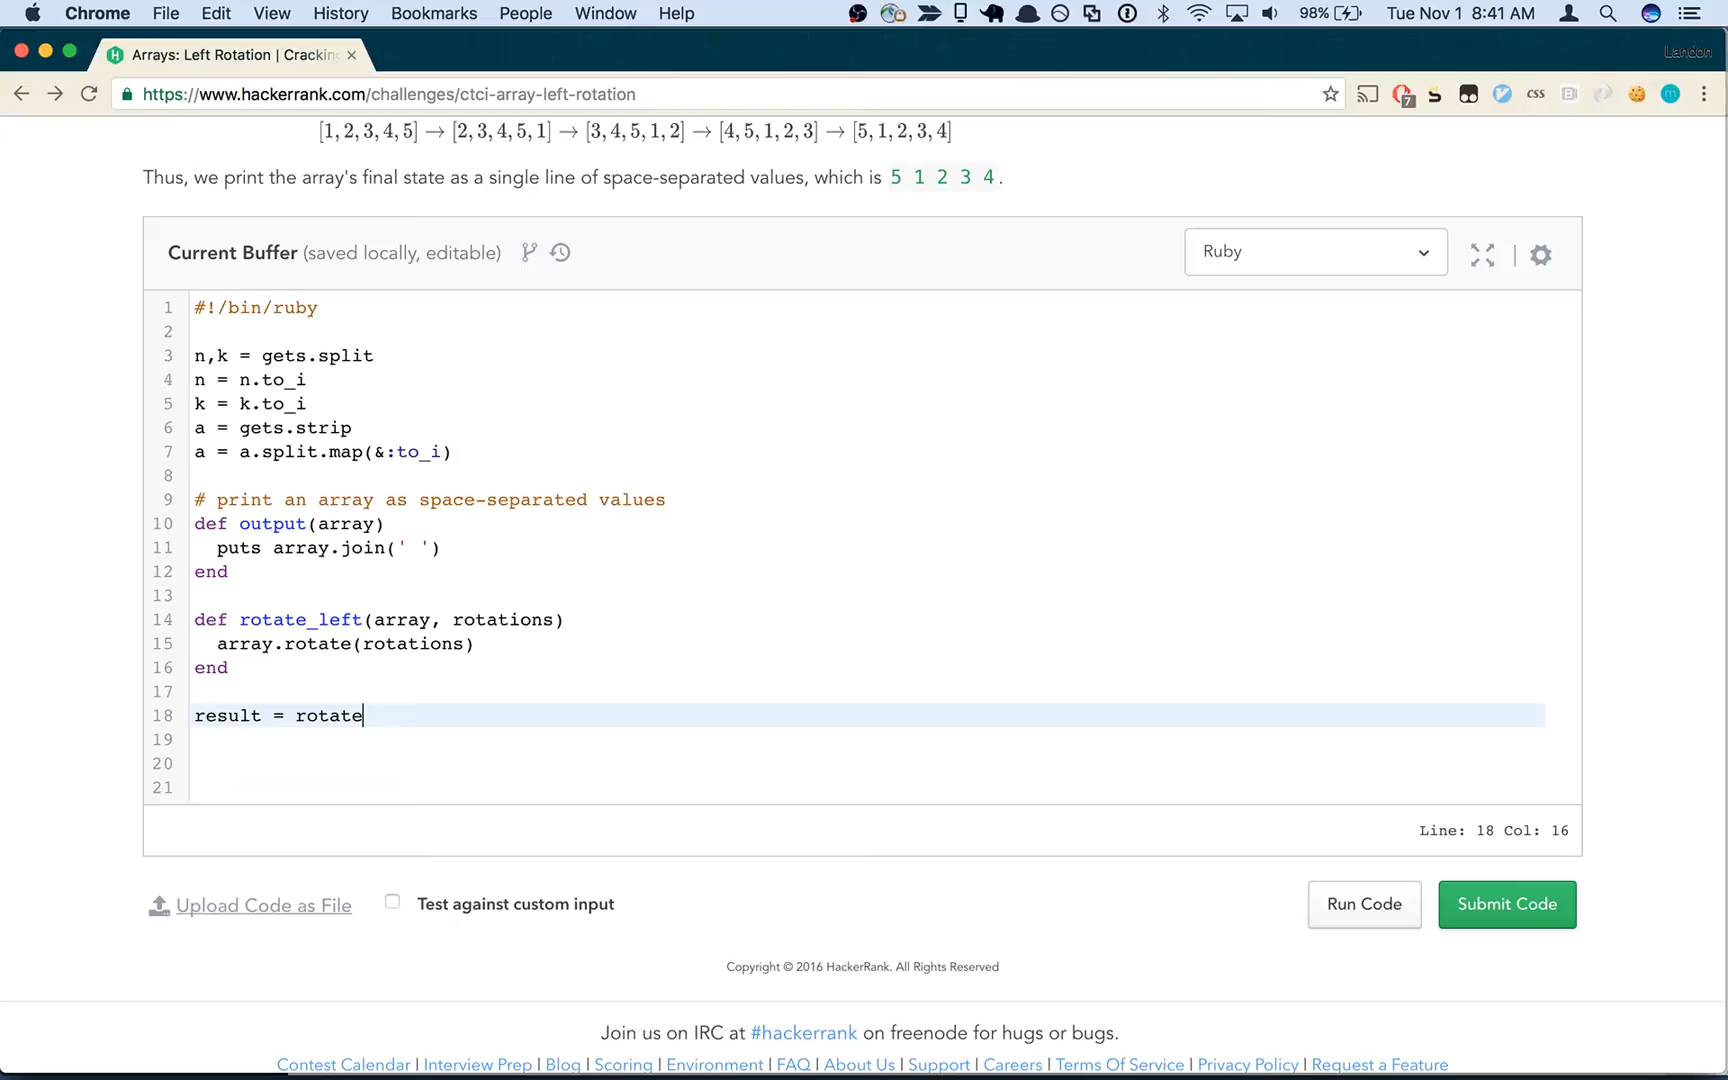 Chrome File Edit View History Bookmarks People Window Help 98% Tue Nov 1 8:41 AM
Arrays: Left Rotation | Cracking
Landon
https://www.hackerrank.com/challenges/ctci-array-left-rotation 7 CSS
[1, 2, 3, 4, 5] → [2, 3, 4, 5, 1] → [3, 4, 5, 1, 2] → [4, 5, 1, 2, 3] → [5, 1, 2, 3, 4]
Thus, we print the array's final state as a single line of space-separated values, which is 5 1 2 3 4.
Current Buffer (saved locally, editable) Ruby
1 #!/bin/ruby
2
3 n,k = gets.split
4 n = n.to_i
5 k = k.to_i
6 a = gets.strip
7 a = a.split.map(&:to_i)
8
9 # print an array as space-separated values
10 def output(array)
11 puts array.join(' ')
12 end
13
14 def rotate_left(array, rotations)
15 array.rotate(rotations)
16 end
17
18 result = rotate
19
20
21
Line: 18 Col: 16
Upload Code as File Test against custom input Run Code Submit Code
Copyright © 2016 HackerRank. All Rights Reserved
Join us on IRC at #hackerrank on freenode for hugs or bugs.
Contest Calendar | Interview Prep | Blog | Scoring | Environment | FAQ | About Us | Support | Careers | Terms Of Service | Privacy Policy | Request a Feature